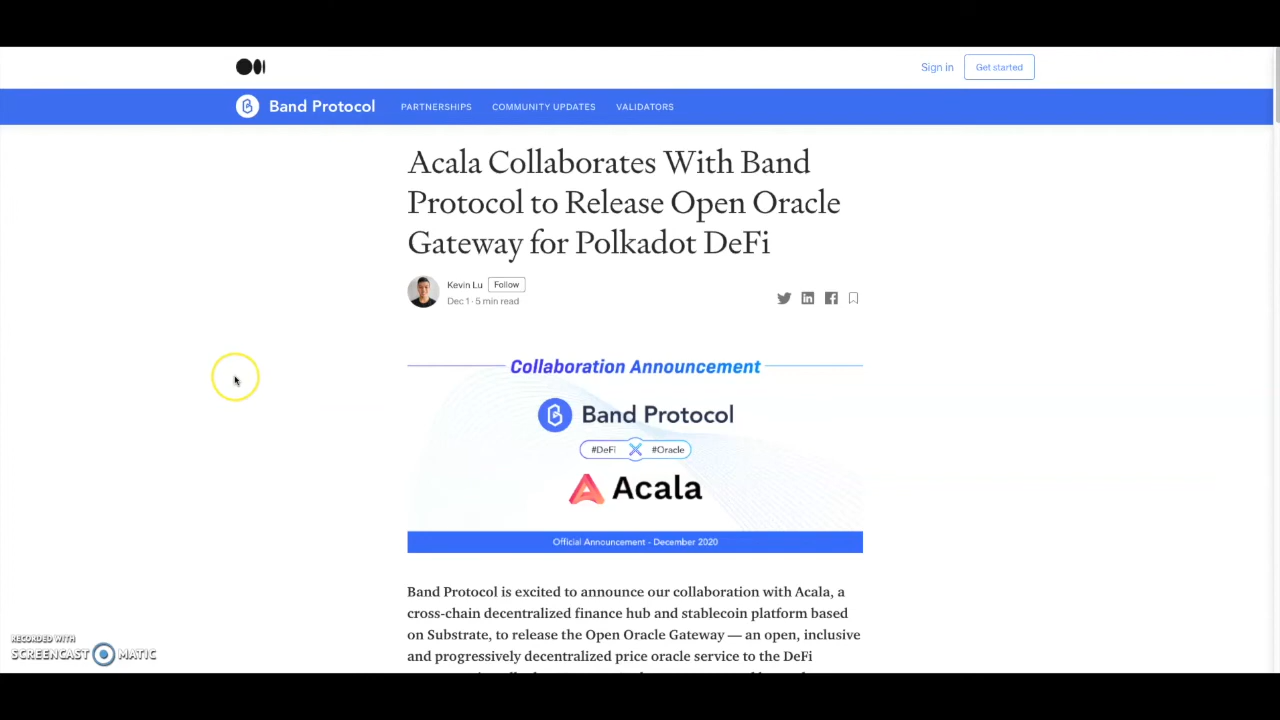 Sign in
Get started
Band Protocol
PARTNERSHIPS
COMMUNITY UPDATES
VALIDATORS
Acala Collaborates With Band
Protocol to Release Open Oracle
Gateway for Polkadot DeFi
Kevin Lu
Follow
Dec 1 · 5 min read
Collaboration Announcement
Band Protocol
#DeFi
#Oracle
Acala
Official Announcement - December 2020
Band Protocol is excited to announce our collaboration with Acala, a
cross-chain decentralized finance hub and stablecoin platform based
on Substrate, to release the Open Oracle Gateway — an open, inclusive
and progressively decentralized price oracle service to the DeFi
RECORDED WITH
SCREENCAST MATIC